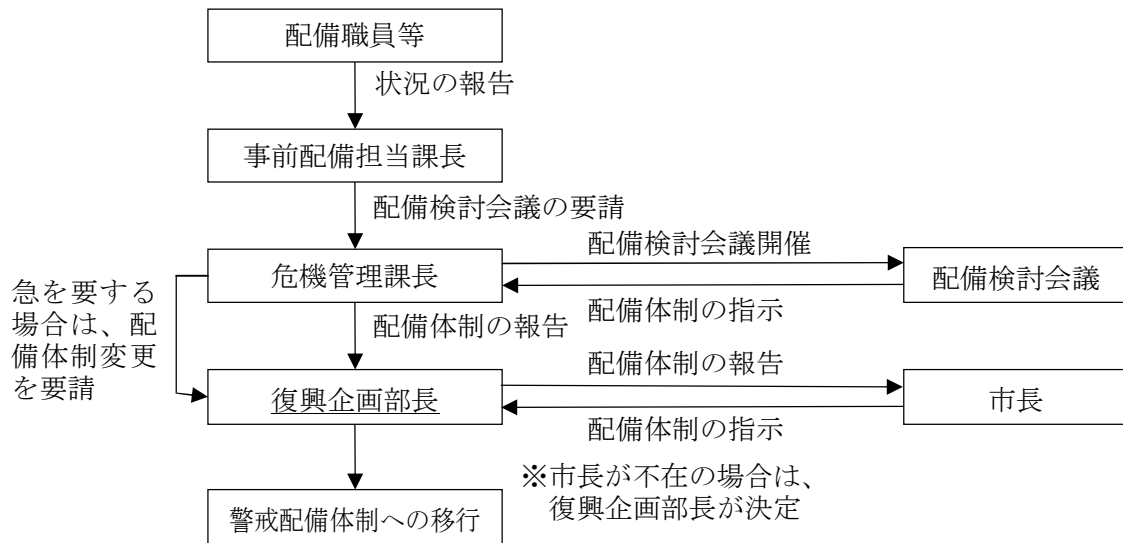 配備職員等
状況の報告
事前配備担当課長
配備検討会議の要請
配備検討会議開催
危機管理課長
配備検討会議
急を要する
場合は、配
備体制変更
を要請
配備体制の指示
配備体制の報告
配備体制の報告
復興企画部長
市長
配備体制の指示
※市長が不在の場合は、
復興企画部長が決定
警戒配備体制への移行